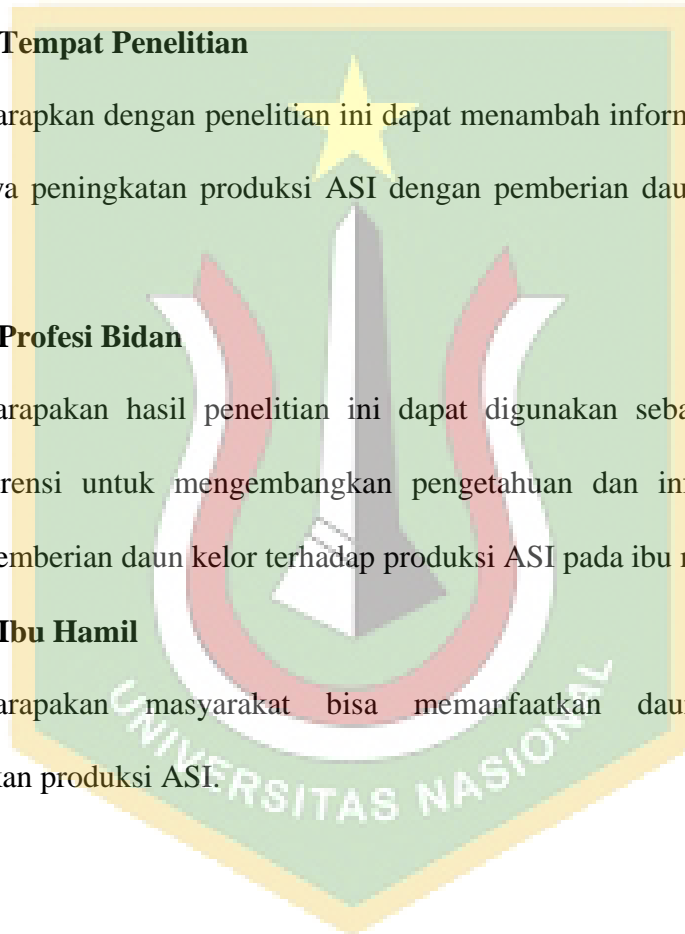 Tempat Penelitian
arapkan dengan penelitian ini dapat menambah inform
a peningkatan produksi ASI dengan pemberian dau
Profesi Bidan
arapakan hasil penelitian ini dapat digunakan seba
rensi untuk mengembangkan pengetahuan dan in
emberian daun kelor terhadap produksi ASI pada ibu
Ibu Hamil
arapakan masyarakat bisa memanfaatkan dau
kan produksi ASI.
UNIVERSITAS NASIONAL